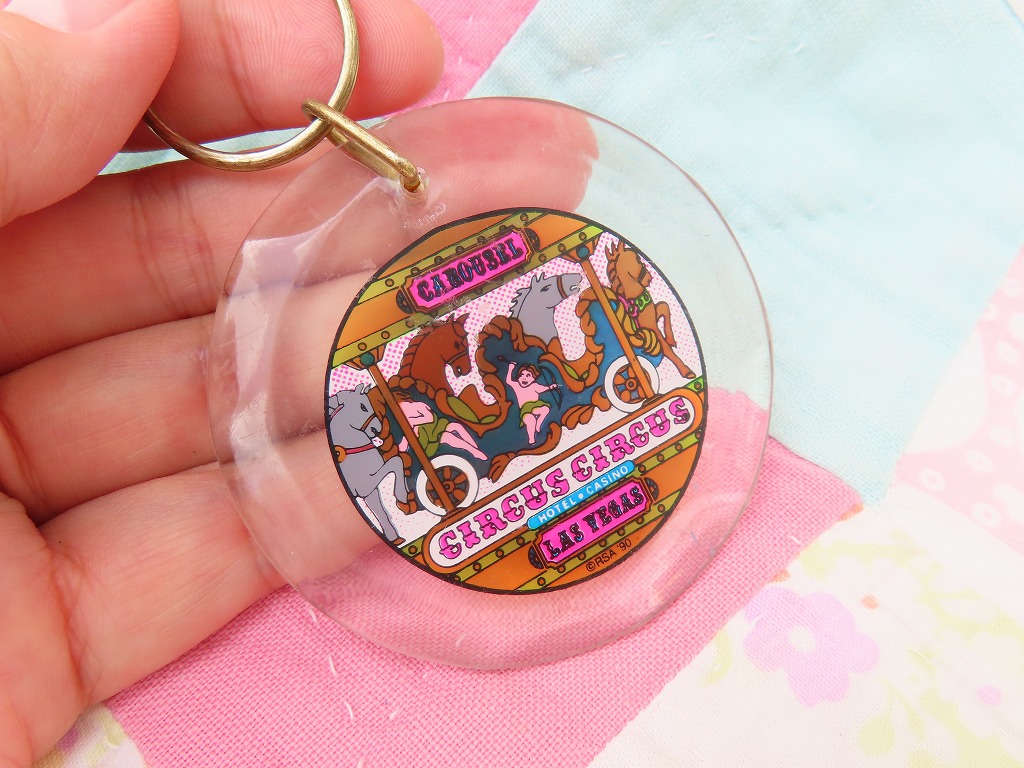 CAROUSEL
CIRCUS CIRCUS
HOTEL • CASINO
LAS VEGAS
©RSA '90